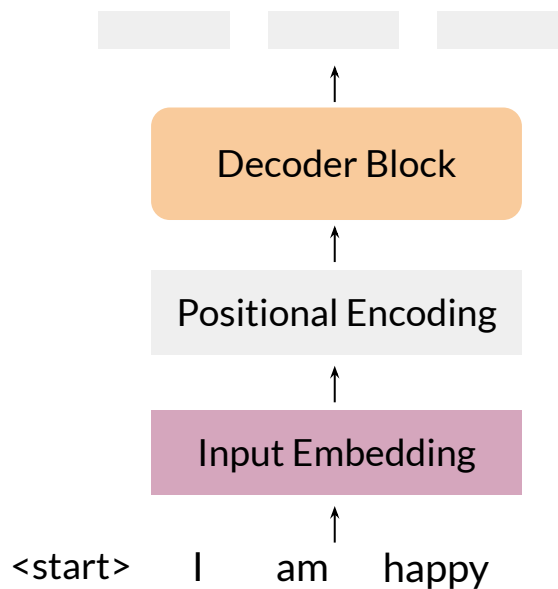 Decoder Block
Positional Encoding
Input Embedding
<start> I am happy